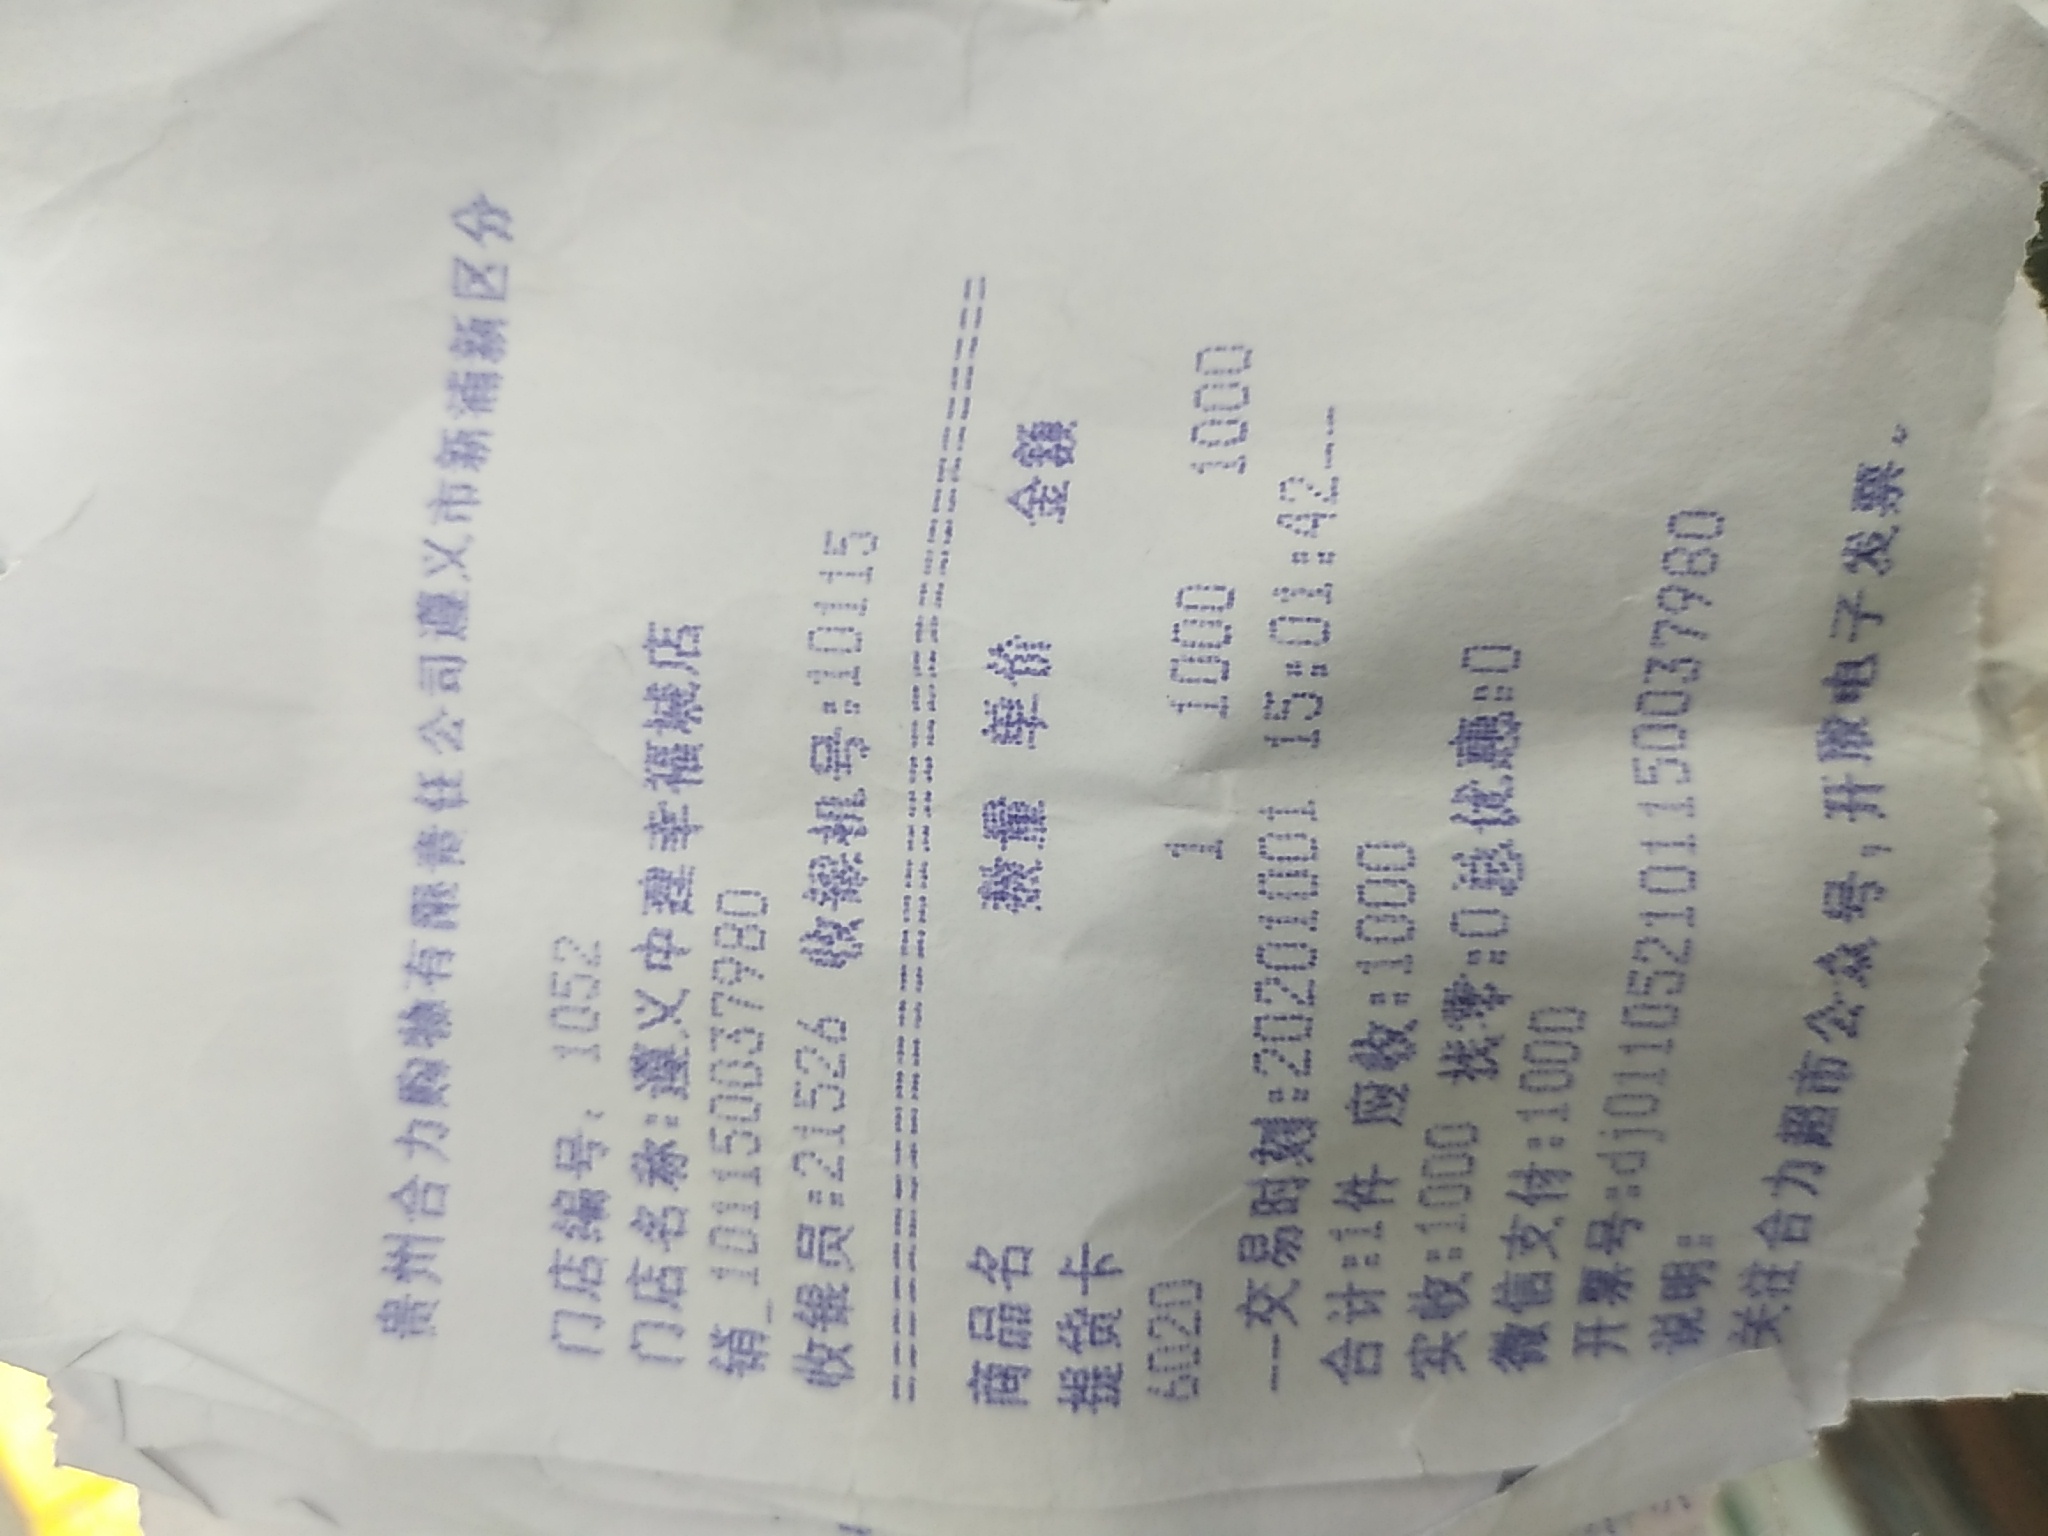 贵州合力购物有限责任公司遵义市新浦新区分
门店编号: 1052
门店名称:遵义中建幸福城店
销_101150037980
收银员:21526 收银机号:10115
==================================
商品名 数量 单价 金额
提货卡
6020 1 1000 1000
——交易时刻:20201001 15:01:42——
合计:1件 应收:1000
实收:1000 找零:0总优惠:0
微信支付:1000
开票号:dj011052101150037980
说明:
关注合力超市公众号,开取电子发票。